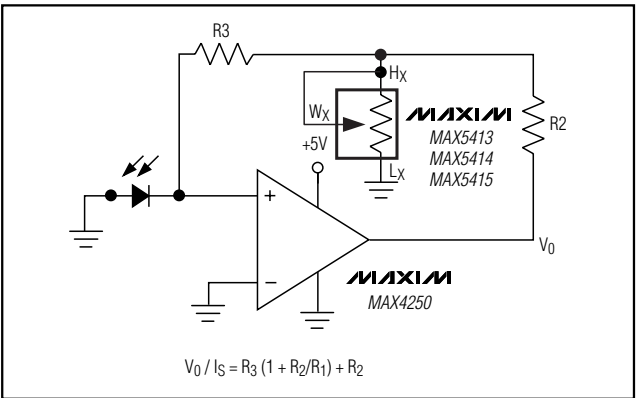 R3
HX
WX
MAXIM
MAX5413
MAX5414
MAX5415
R2
+5V
LX
+
−
V0
MAXIM
MAX4250
V0 / IS = R3 (1 + R2/R1) + R2